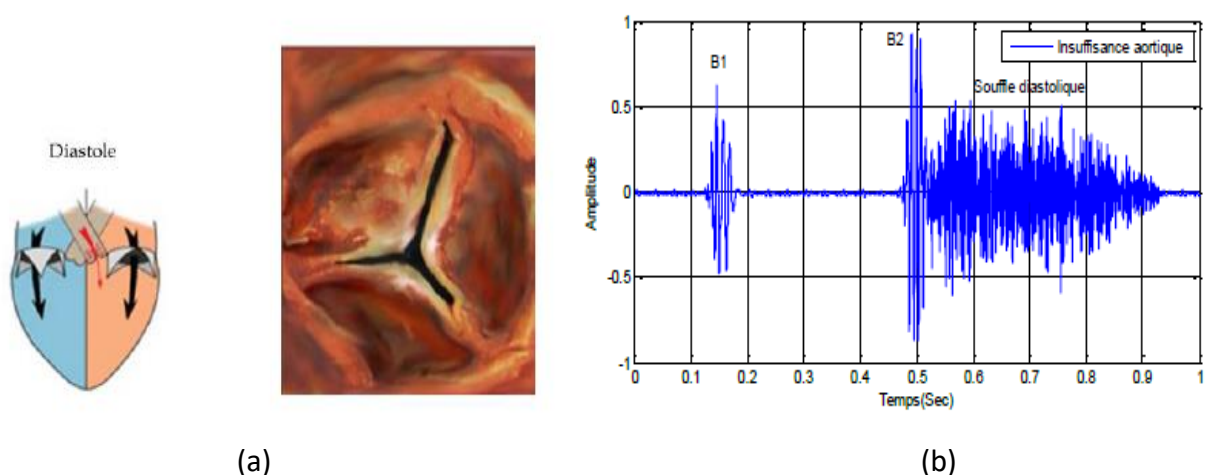 Diastole
1
0.5
0
-0.5
-1
Amplitude
B1
B2
Insuffisance aortique
Souffle diastolique
0 0.1 0.2 0.3 0.4 0.5 0.6 0.7 0.8 0.9 1
Temps(Sec)
(a) (b)